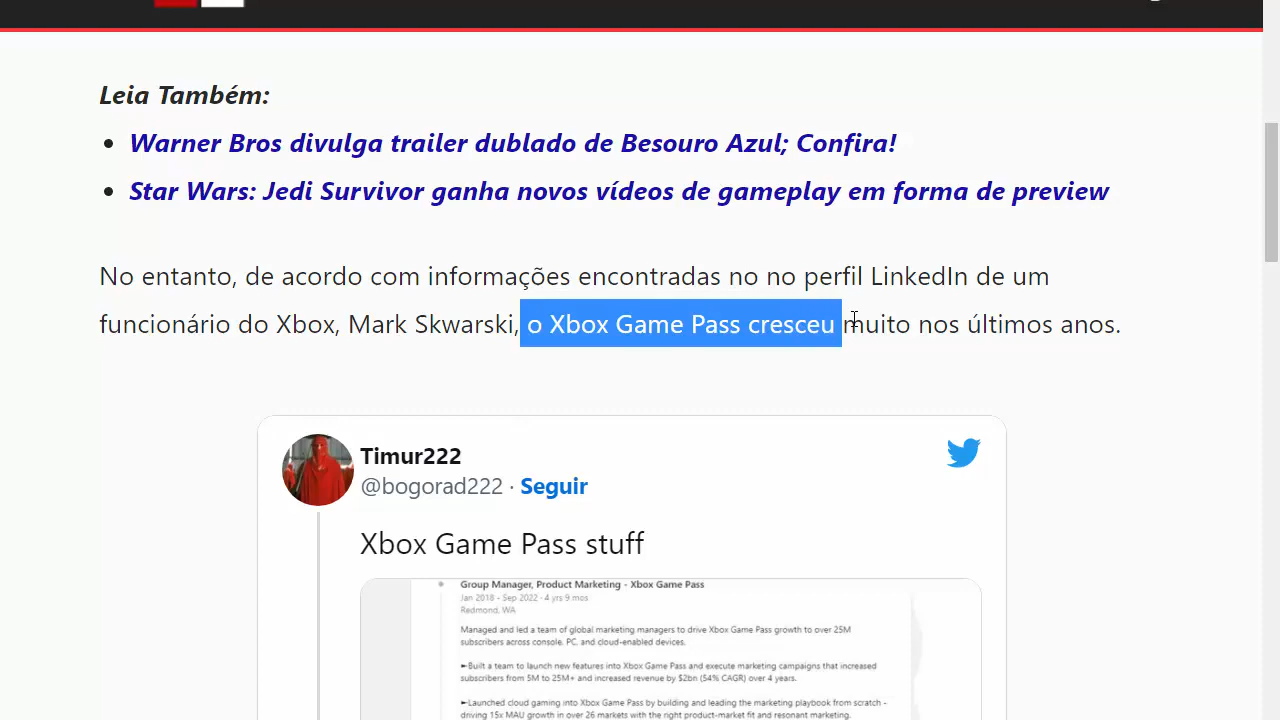 Leia Também:
• Warner Bros divulga trailer dublado de Besouro Azul; Confira!
• Star Wars: Jedi Survivor ganha novos vídeos de gameplay em forma de preview
No entanto, de acordo com informações encontradas no no perfil LinkedIn de um
funcionário do Xbox, Mark Skwarski, o Xbox Game Pass cresceu muito nos últimos anos.
Timur222
@bogorad222 · Seguir
Xbox Game Pass stuff
Group Manager, Product Marketing - Xbox Game Pass
Jan 2018 - Sep 2022 · 4 yrs 9 mos
Redmond, WA
Managed and led a team of global marketing managers to drive Xbox Game Pass growth to over 25M
subscribers across console, PC, and cloud-enabled devices.
➛Built a team to launch new features into Xbox Game Pass and execute marketing campaigns that increased
subscribers from 5M to 25M+ and increased revenue by $2bn (54% CAGR) over 4 years.
➛Launched cloud gaming into Xbox Game Pass by building and leading the marketing playbook from scratch -
driving 15x MAU growth in over 26 markets with the right product-market fit and resonant marketing.